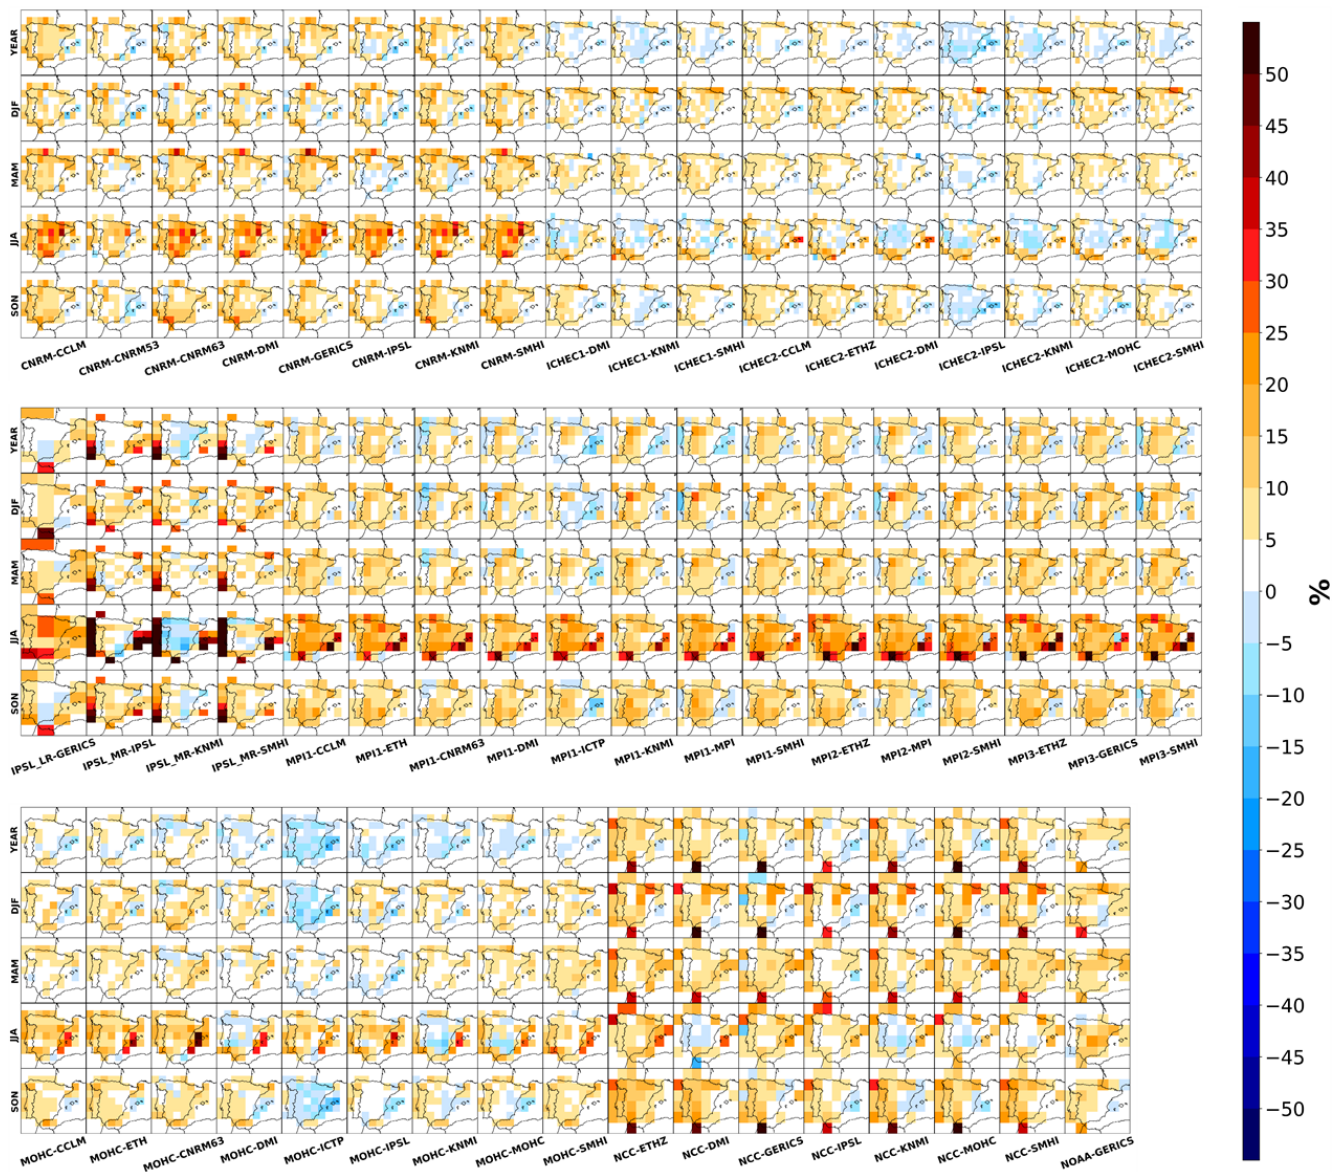 YEAR
DJF
MAM
JJA
SON
CNRM-CCLM CNRM-CNRM53 CNRM-CNRM63 CNRM-DMI CNRM-GERICS CNRM-IPSL CNRM-KNMI CNRM-SMHI ICHEC1-DMI ICHEC1-KNMI ICHEC1-SMHI ICHEC2-CCLM ICHEC2-ETHZ ICHEC2-DMI ICHEC2-IPSL ICHEC2-KNMI ICHEC2-MOHC ICHEC2-SMHI
YEAR
DJF
MAM
JJA
SON
IPSL_LR-GERICS IPSL_MR-IPSL IPSL_MR-KNMI IPSL_MR-SMHI MPI1-CCLM MPI1-ETH MPI1-CNRM63 MPI1-DMI MPI1-ICTP MPI1-KNMI MPI1-MPI MPI1-SMHI MPI2-ETHZ MPI2-MPI MPI2-SMHI MPI3-ETHZ MPI3-GERICS MPI3-SMHI
YEAR
DJF
MAM
JJA
SON
MOHC-CCLM MOHC-ETH MOHC-CNRM63 MOHC-DMI MOHC-ICTP MOHC-IPSL MOHC-KNMI MOHC-MOHC MOHC-SMHI NCC-ETHZ NCC-DMI NCC-GERICS NCC-IPSL NCC-KNMI NCC-MOHC NCC-SMHI NOAA-GERICS
50
45
40
35
30
25
20
15
10
5
0
−5
−10
−15
−20
−25
−30
−35
−40
−45
−50
%